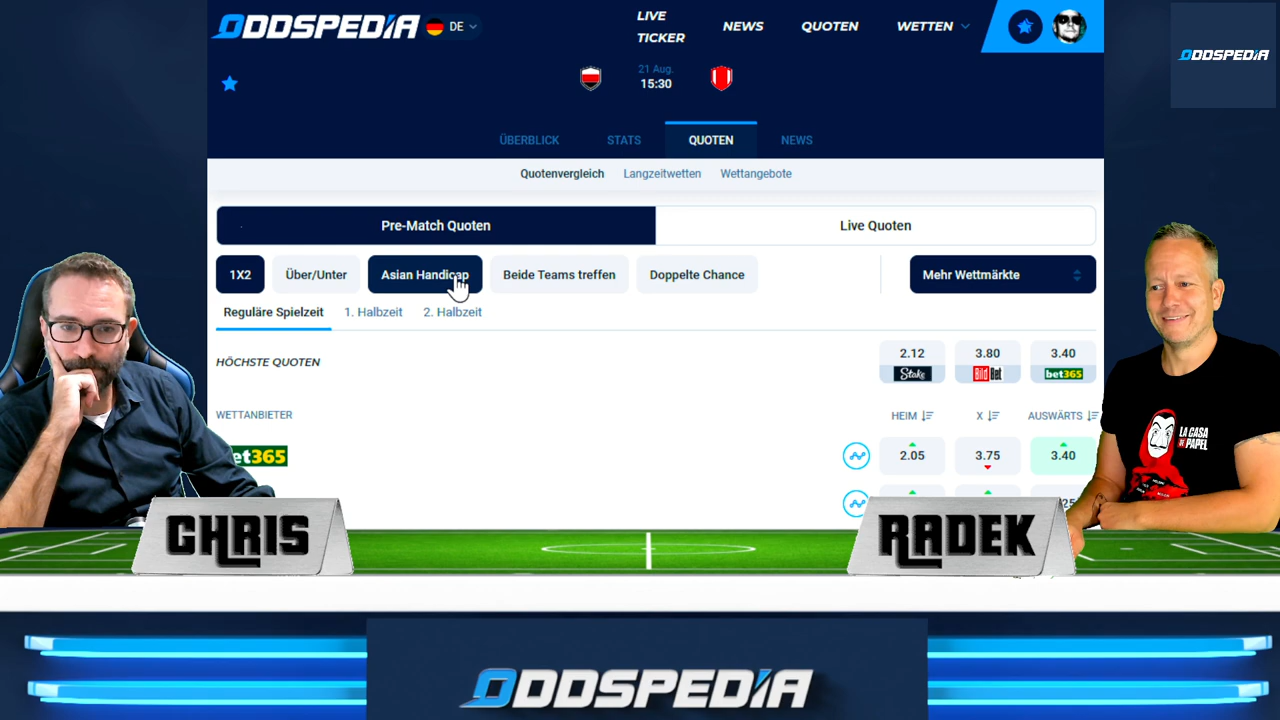 ODDSPEDIA
DE
LIVE
TICKER
NEWS
QUOTEN
WETTEN
ODDSPEDIA
21 Aug.
15:30
ÜBERBLICK
STATS
QUOTEN
NEWS
Quotenvergleich
Langzeitwetten
Wettangebote
Pre-Match Quoten
Live Quoten
1X2
Über/Unter
Asian Handicap
Beide Teams treffen
Doppelte Chance
Mehr Wettmärkte
Reguläre Spielzeit
1. Halbzeit
2. Halbzeit
HÖCHSTE QUOTEN
2.12
3.80
3.40
Stake
Bild Bet
bet365
WETTANBIETER
HEIM
X
AUSWÄRTS
bet365
2.05
3.75
3.40
LA CASA
DE PAPEL
CHRIS
RADEK
ODDSPEDIA